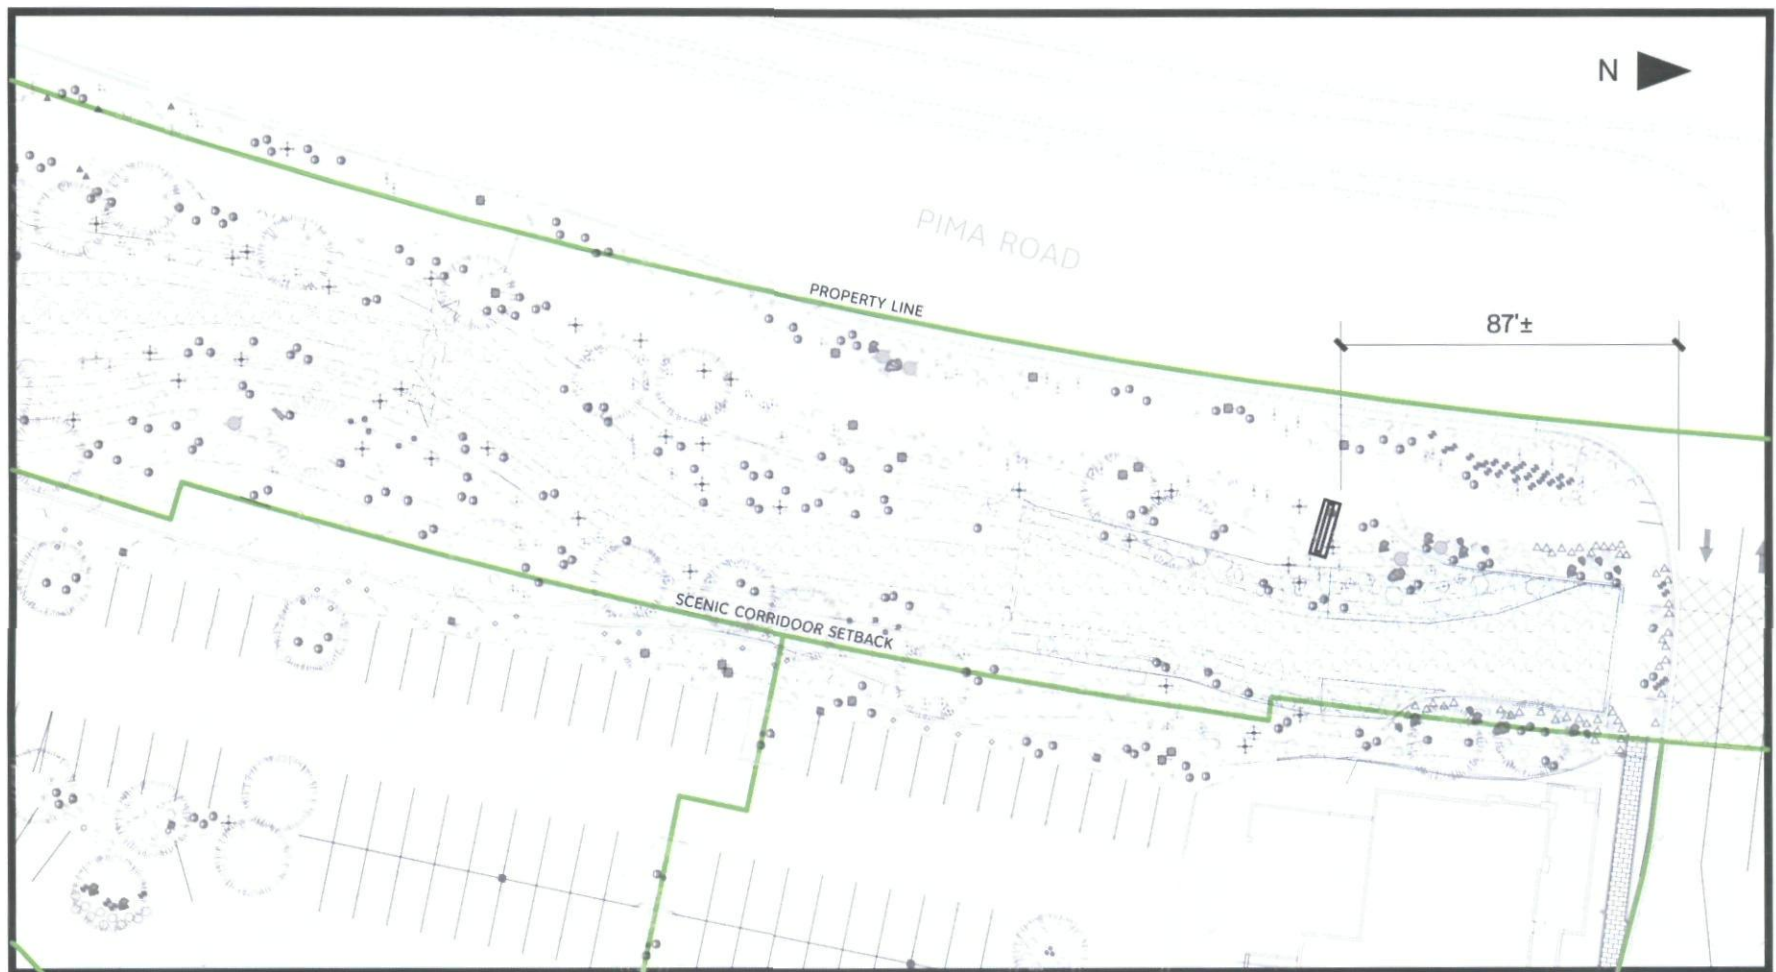 N
PIMA ROAD
PROPERTY LINE
87'±
SCENIC CORRIDOOR SETBACK